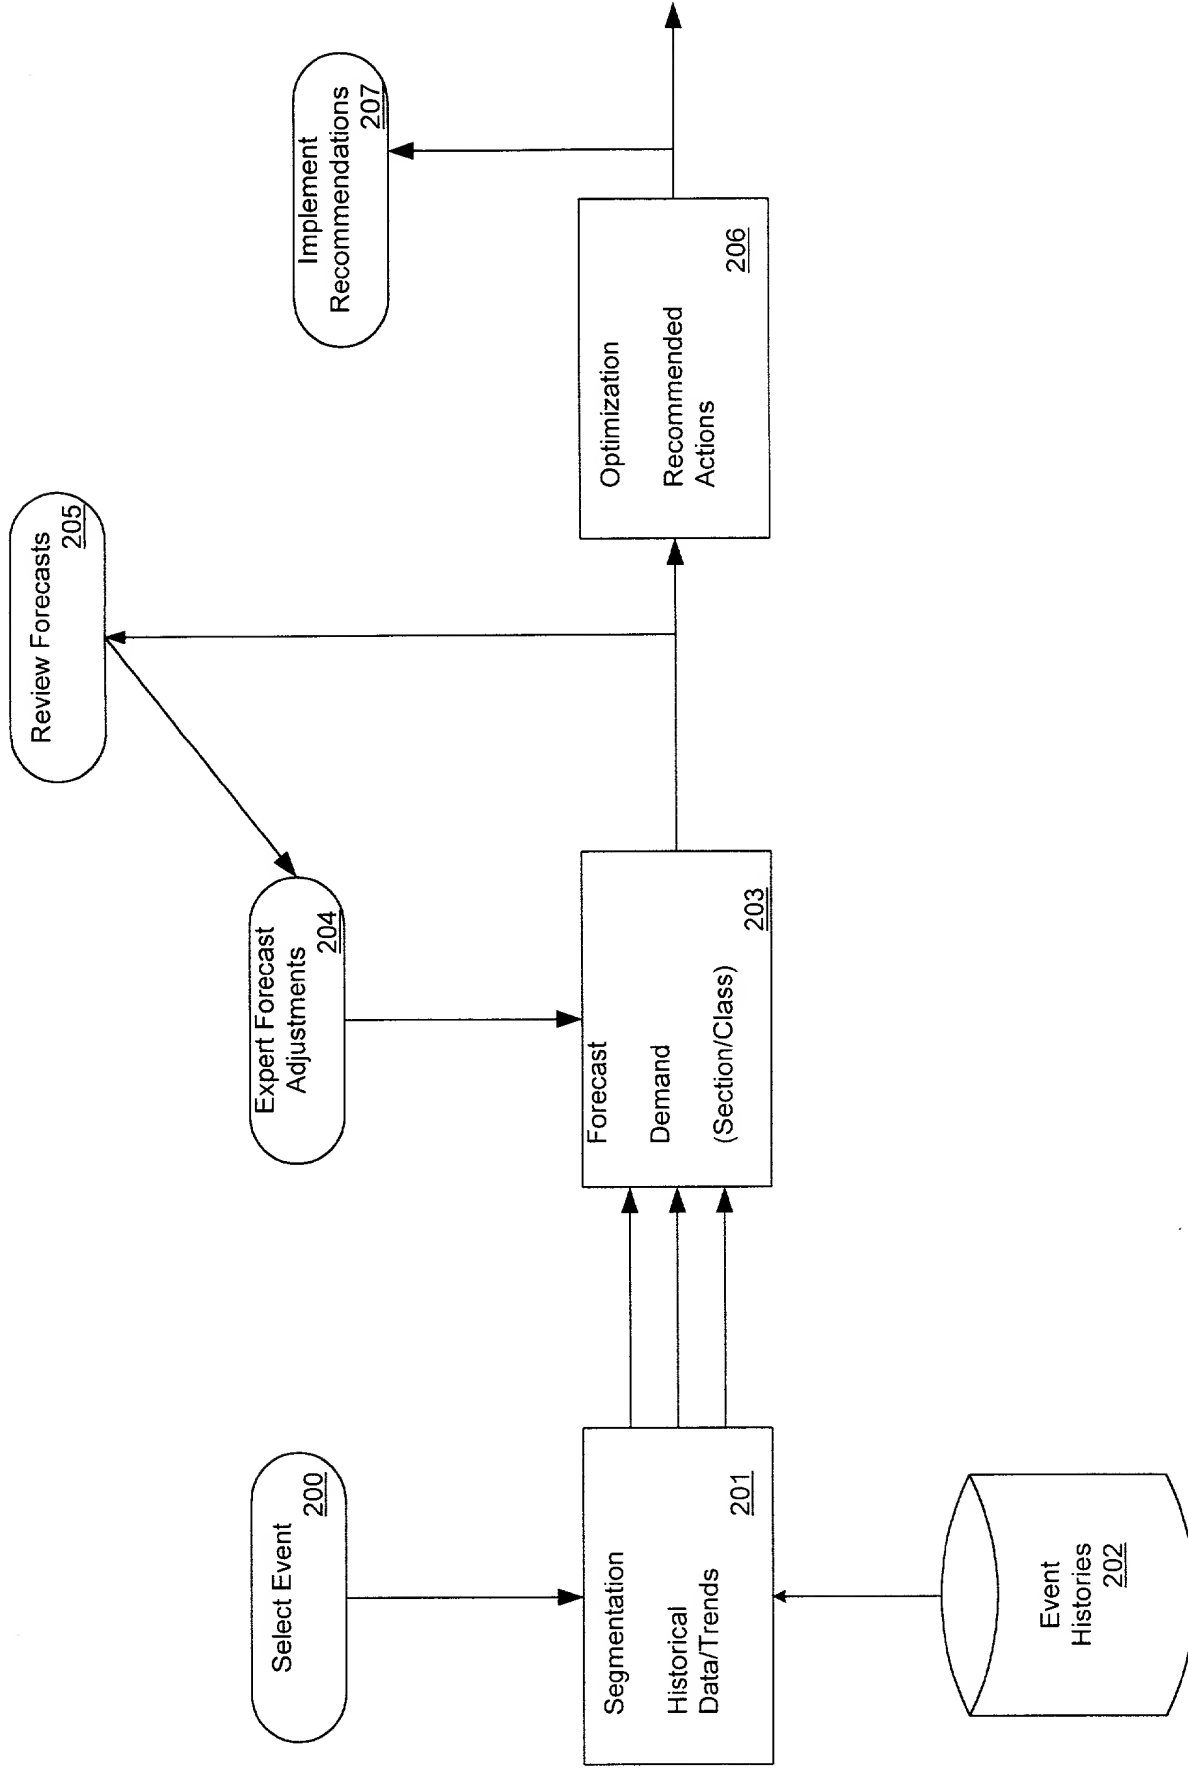 Select Event
200
Segmentation
Historical
Data/Trends
201
Event
Histories
202
Expert Forecast
Adjustments
204
Forecast
Demand
(Section/Class)
203
Review Forecasts
205
Optimization
Recommended
Actions
206
Implement
Recommendations
207